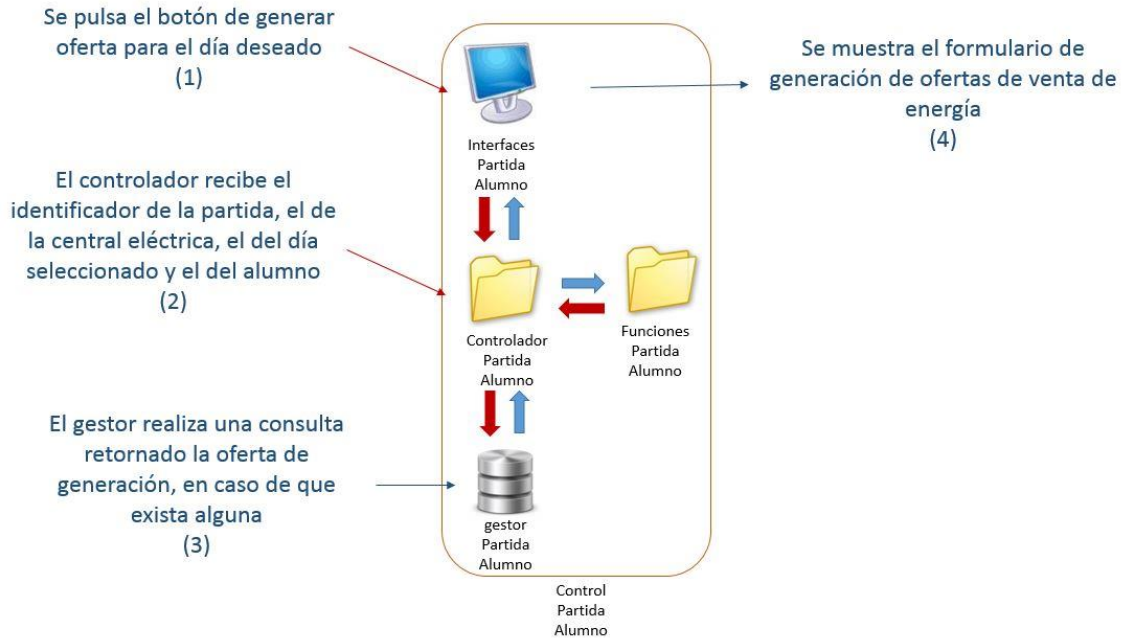 Se pulsa el botón de generar
oferta para el día deseado
(1)
Se muestra el formulario de
generación de ofertas de venta de
energía
(4)
Interfaces
Partida
Alumno
El controlador recibe el
identificador de la partida, el de
la central eléctrica, el del día
seleccionado y el del alumno
(2)
Controlador
Partida
Alumno
Funciones
Partida
Alumno
El gestor realiza una consulta
retornado la oferta de
generación, en caso de que
exista alguna
(3)
gestor
Partida
Alumno
Control
Partida
Alumno